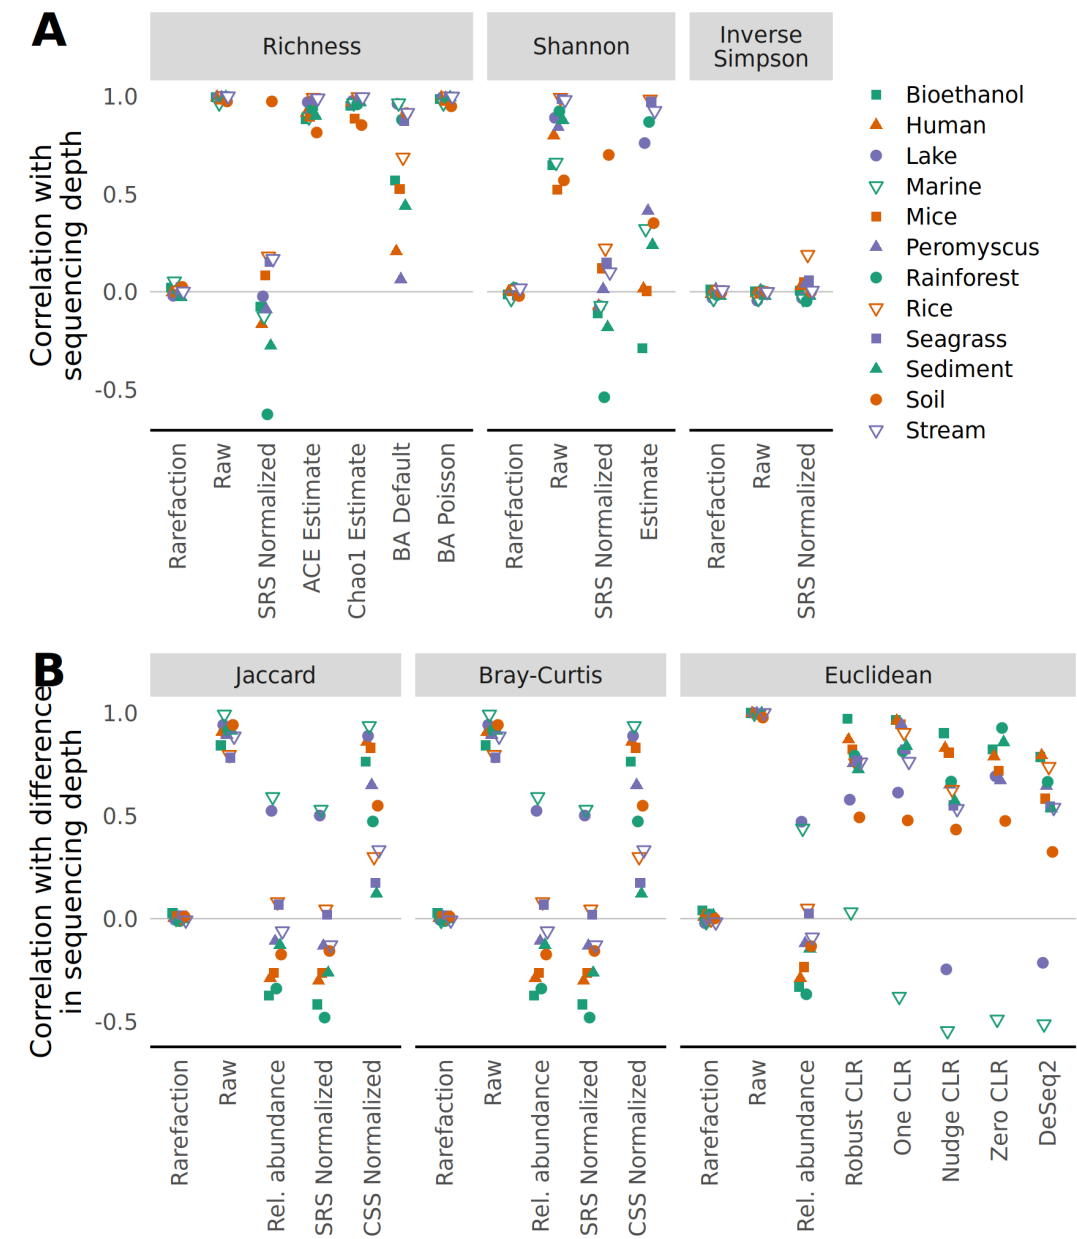 A
Richness
Shannon
Inverse
Simpson
Correlation with
sequencing depth
1.0
0.5
0.0
-0.5
Rarefaction
Raw
SRS Normalized
ACE Estimate
Chao1 Estimate
BA Default
BA Poisson
Rarefaction
Raw
SRS Normalized
Estimate
Rarefaction
Raw
SRS Normalized
Bioethanol
Human
Lake
Marine
Mice
Peromyscus
Rainforest
Rice
Seagrass
Sediment
Soil
Stream
B
Jaccard
Bray-Curtis
Euclidean
Correlation with difference
in sequencing depth
1.0
0.5
0.0
-0.5
Rarefaction
Raw
Rel. abundance
SRS Normalized
CSS Normalized
Rarefaction
Raw
Rel. abundance
SRS Normalized
CSS Normalized
Rarefaction
Raw
Rel. abundance
Robust CLR
One CLR
Nudge CLR
Zero CLR
DeSeq2